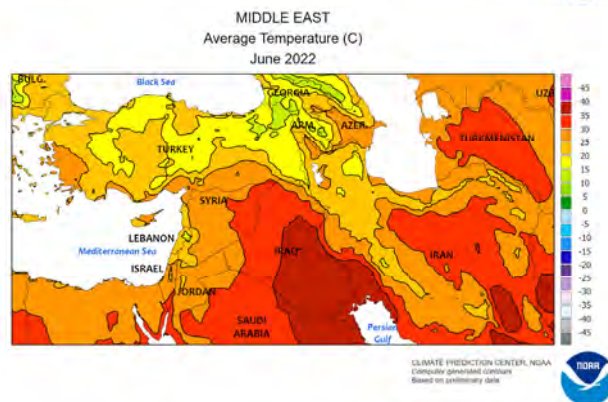 MIDDLE EAST
Average Temperature (C)
June 2022
BULG.
Black Sea
GEORGIA
UZB
ARM.
AZER.
TURKMENISTAN
TURKEY
SYRIA
LEBANON
Mediterranean Sea
IRAQ
IRAN
ISRAEL
JORDAN
SAUDI
ARABIA
Persian
Gulf
45
40
35
30
25
20
15
10
5
0
-5
-10
-15
-20
-25
-30
-35
-40
-45
CLIMATE PREDICTION CENTER, NOAA
Computer generated contours
Based on preliminary data
NOAA